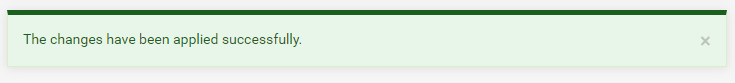 The changes have been applied successfully.
×